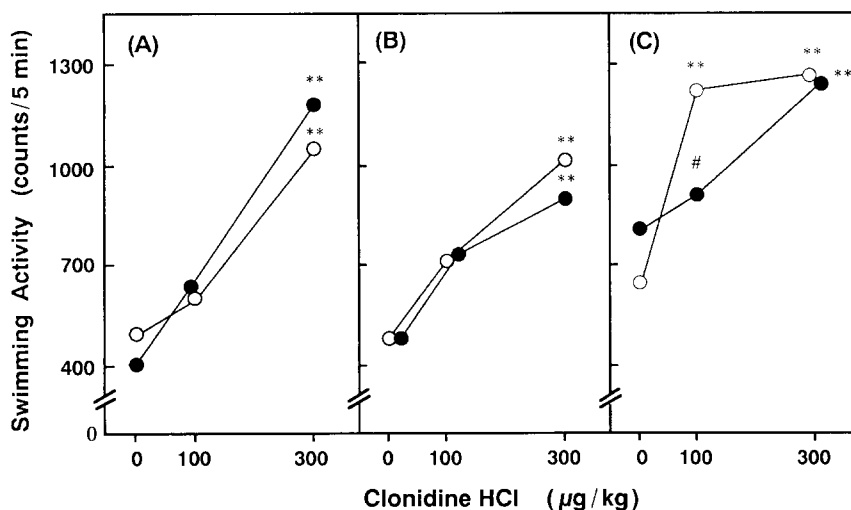 Swimming Activity (counts/5 min)
1300
1000
700
400
0
(A)
**
**
0 100 300
(B)
**
**
0 100 300
(C)
** ** **
#
0 100 300
Clonidine HCl (µg/kg)